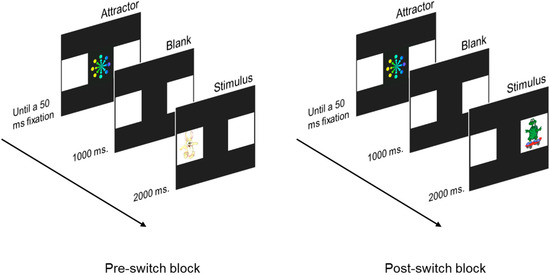 Attractor
Blank
Stimulus
Until a 50
ms fixation
1000 ms.
2000 ms.
Pre-switch block
Attractor
Blank
Stimulus
Until a 50
ms fixation
1000 ms.
2000 ms.
Post-switch block